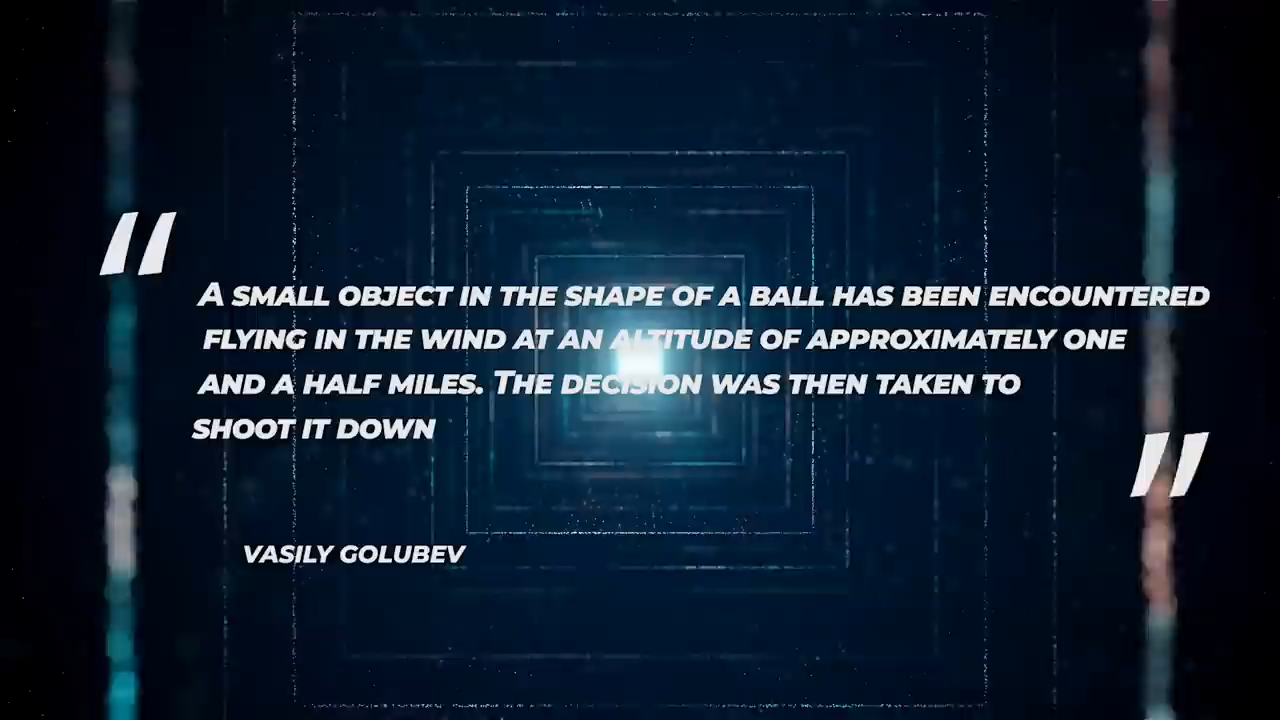 “
A SMALL OBJECT IN THE SHAPE OF A BALL HAS BEEN ENCOUNTERED
FLYING IN THE WIND AT AN ALTITUDE OF APPROXIMATELY ONE
AND A HALF MILES. THE DECISION WAS THEN TAKEN TO
SHOOT IT DOWN
”
VASILY GOLUBEV